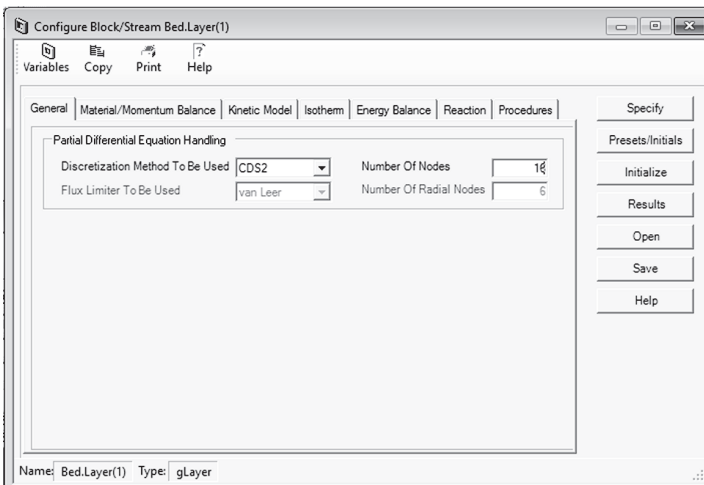 Configure Block/Stream Bed.Layer(1)
Variables Copy Print Help
General Material/Momentum Balance Kinetic Model Isotherm Energy Balance Reaction Procedures
Partial Differential Equation Handling
Discretization Method To Be Used CDS2 Number Of Nodes
Flux Limiter To Be Used van Leer Number Of Radial Nodes 6
Specify
Presets/Initials
Initialize
Results
Open
Save
Help
Name: Bed.Layer(1) Type: gLayer